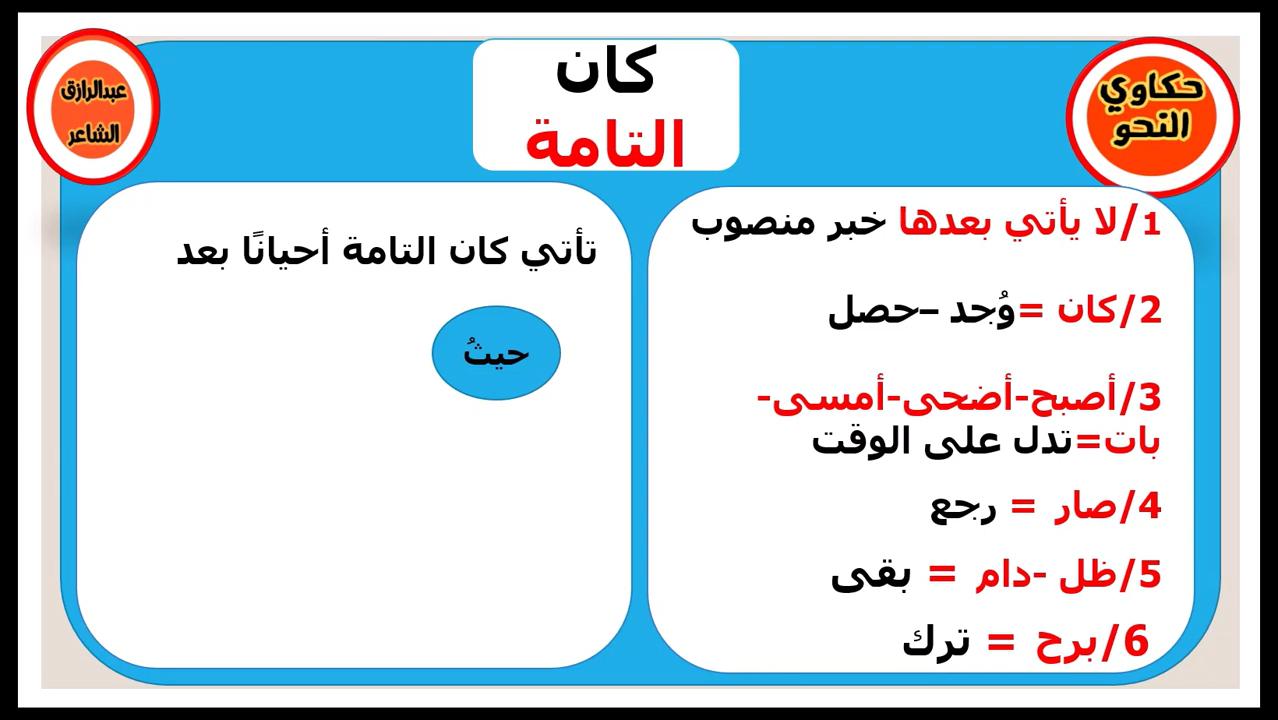 كان
التامة
حكاوي
النحو
عبدالرازق
الشاعر
1/لا يأتي بعدها خبر منصوب
2/كان =وُجد –حصل
3/أصبح-أضحى-أمسى-
بات=تدل على الوقت
4/صار = رجع
5/ظل -دام = بقى
6/برح = ترك
تأتي كان التامة أحيانًا بعد
حيثُ